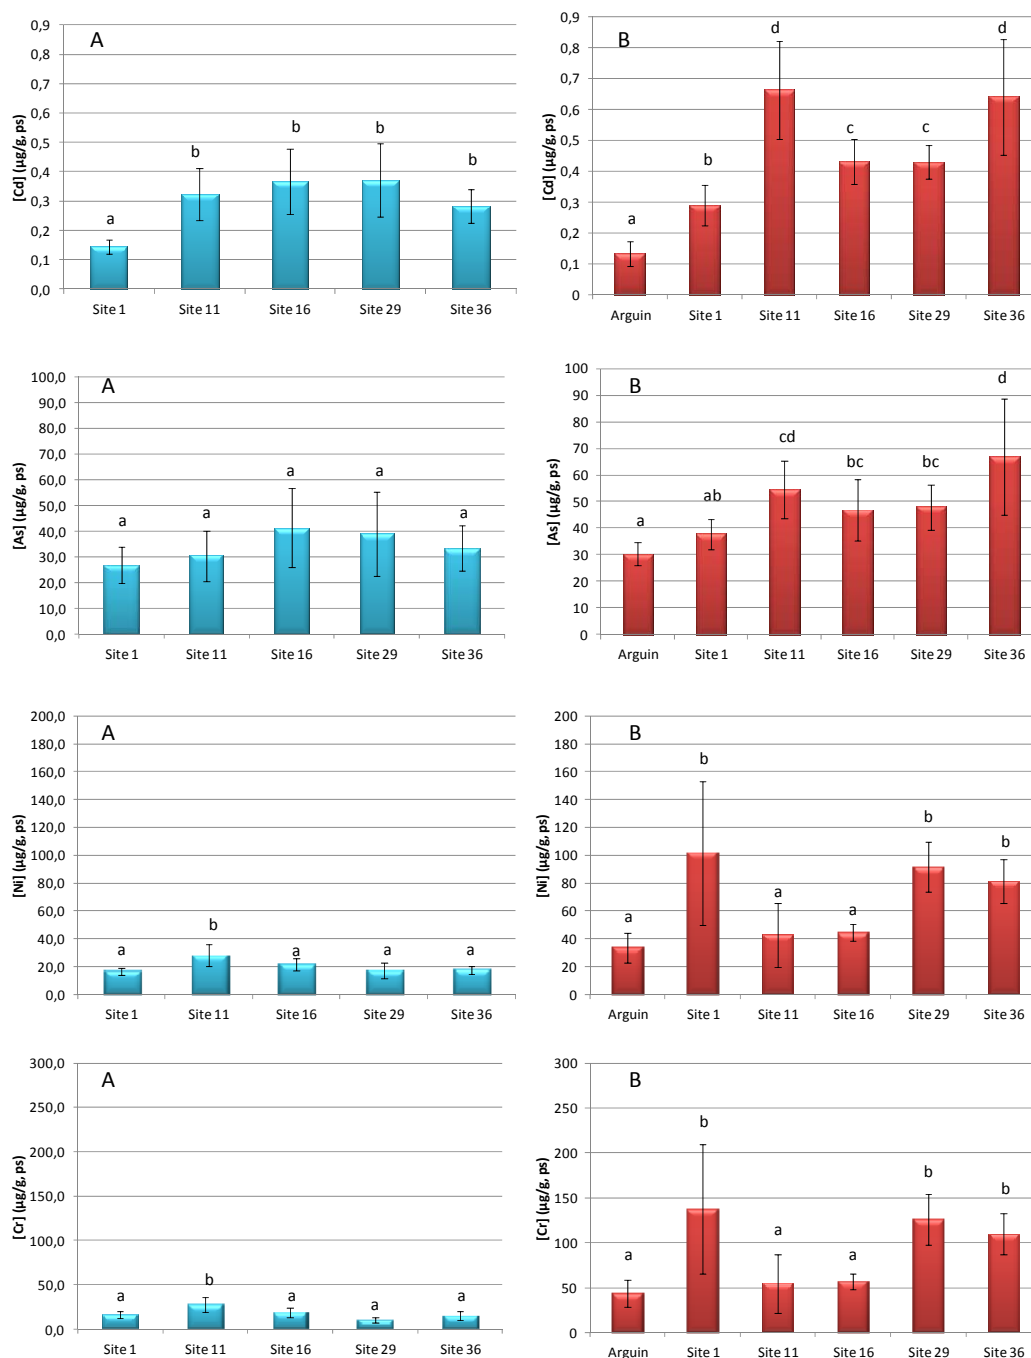 A
[Cd] (µg/g, ps)
0,9
0,8
0,7
0,6
0,5
0,4
0,3
0,2
0,1
0,0
a
b
b
b
b
Site 1 Site 11 Site 16 Site 29 Site 36
B
[Cd] (µg/g, ps)
0,9
0,8
0,7
0,6
0,5
0,4
0,3
0,2
0,1
0
a
b
d
c
c
d
Arguin Site 1 Site 11 Site 16 Site 29 Site 36
A
[As] (µg/g, ps)
100,0
90,0
80,0
70,0
60,0
50,0
40,0
30,0
20,0
10,0
0,0
a
a
a
a
a
Site 1 Site 11 Site 16 Site 29 Site 36
B
[As] (µg/g, ps)
100
90
80
70
60
50
40
30
20
10
0
a
ab
cd
bc
bc
d
Arguin Site 1 Site 11 Site 16 Site 29 Site 36
A
[Ni] (µg/g, ps)
200,0
180,0
160,0
140,0
120,0
100,0
80,0
60,0
40,0
20,0
0,0
a
b
a
a
a
Site 1 Site 11 Site 16 Site 29 Site 36
B
[Ni] (µg/g, ps)
200
180
160
140
120
100
80
60
40
20
0
a
b
a
a
b
b
Arguin Site 1 Site 11 Site 16 Site 29 Site 36
A
[Cr] (µg/g, ps)
300,0
250,0
200,0
150,0
100,0
50,0
0,0
a
b
a
a
a
Site 1 Site 11 Site 16 Site 29 Site 36
B
[Cr] (µg/g, ps)
300
250
200
150
100
50
0
a
b
a
a
b
b
Arguin Site 1 Site 11 Site 16 Site 29 Site 36